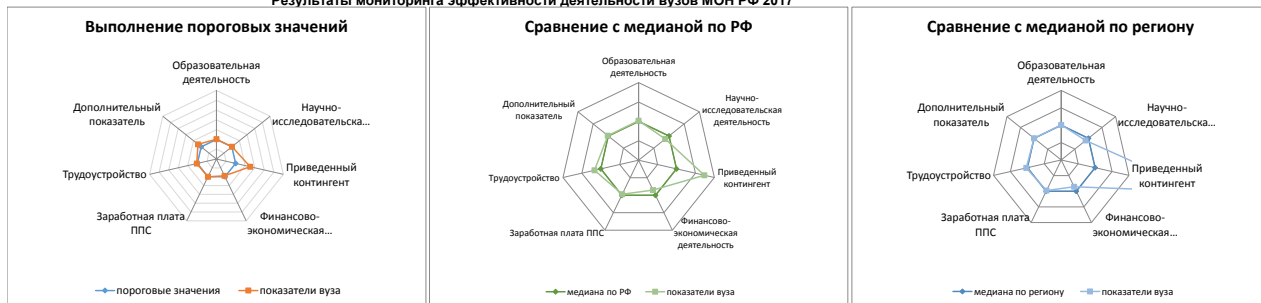 Результаты мониторинга эффективности деятельности вузов МОН РФ 2017
Выполнение пороговых значений
Образовательная
деятельность
Научно-
исследовательска...
Приведенный
контингент
Финансово-
экономическая...
Заработная плата
ППС
Трудоустройство
Дополнительный
показатель
пороговые значения
показатели вуза
Сравнение с медианой по РФ
Образовательная
деятельность
Научно-
исследовательская
деятельность
Приведенный
контингент
Финансово-
экономическая
деятельность
Заработная плата ППС
Трудоустройство
Дополнительный
показатель
медиана по РФ
показатели вуза
Сравнение с медианой по региону
Образовательная
деятельность
Научно-
исследовательска...
Приведенный
контингент
Финансово-
экономическая...
Заработная плата
ППС
Трудоустройство
Дополнительный
показатель
медиана по региону
показатели вуза